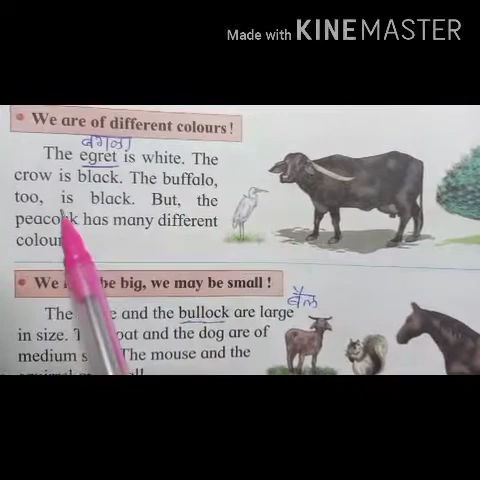 Made with KINEMASTER
We are of different colours!
बगला
The egret is white. The
crow is black. The buffalo,
too, is black. But, the
peacock has many different
colou
We be big, we may be small!
बैल
The and the bullock are large
in size. T oat and the dog are of
medium s The mouse and the